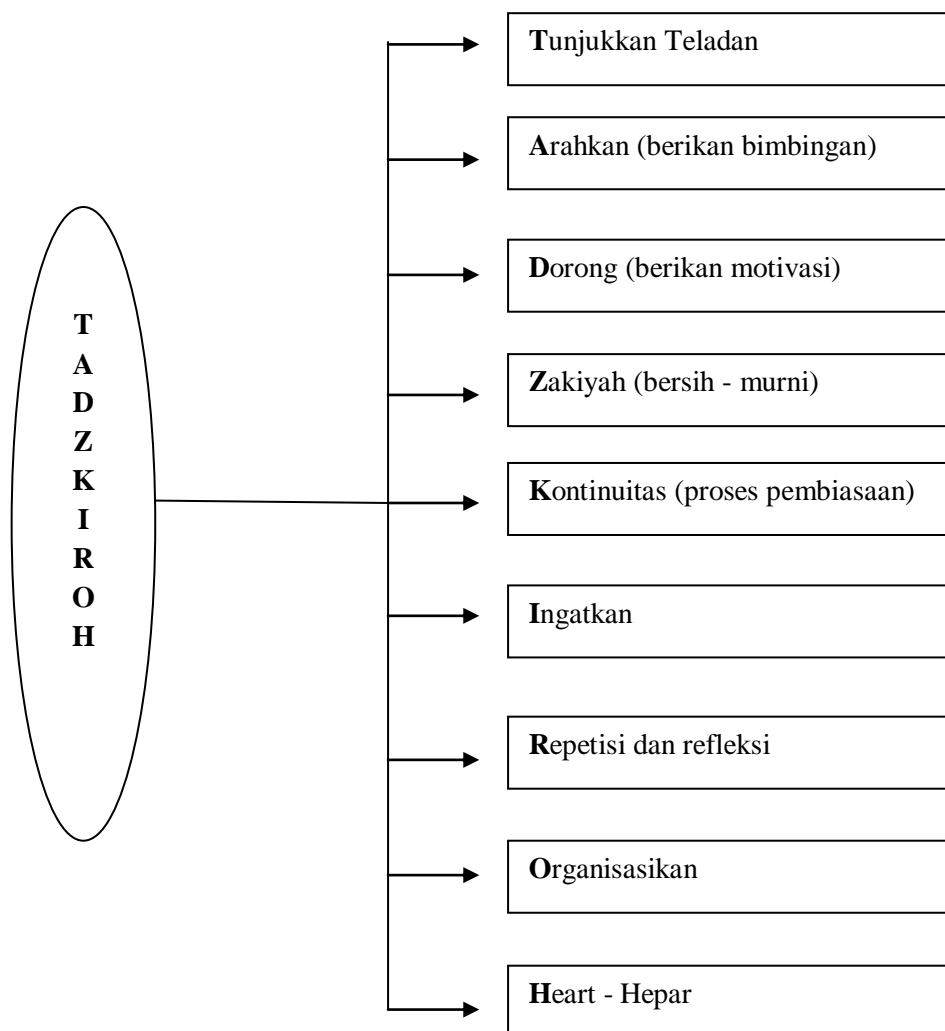 T
A
D
Z
K
I
R
O
H
Tunjukkan Teladan
Arahkan (berikan bimbingan)
Dorong (berikan motivasi)
Zakiyah (bersih - murni)
Kontinuitas (proses pembiasaan)
Ingatkan
Repetisi dan refleksi
Organisasikan
Heart - Hepar